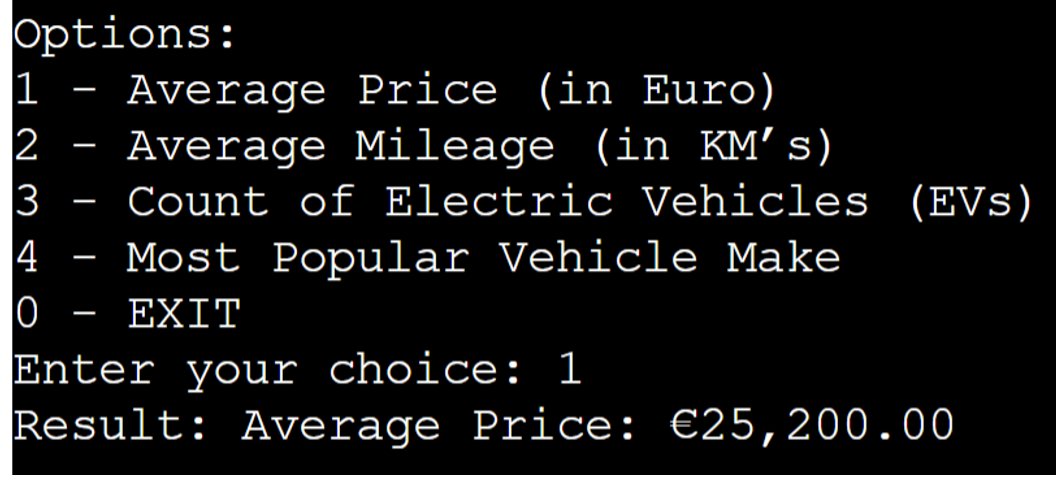 Options:
1 – Average Price (in Euro)
2 – Average Mileage (in KM’s)
3 – Count of Electric Vehicles (EVs)
4 – Most Popular Vehicle Make
0 – EXIT
Enter your choice: 1
Result: Average Price: €25,200.00